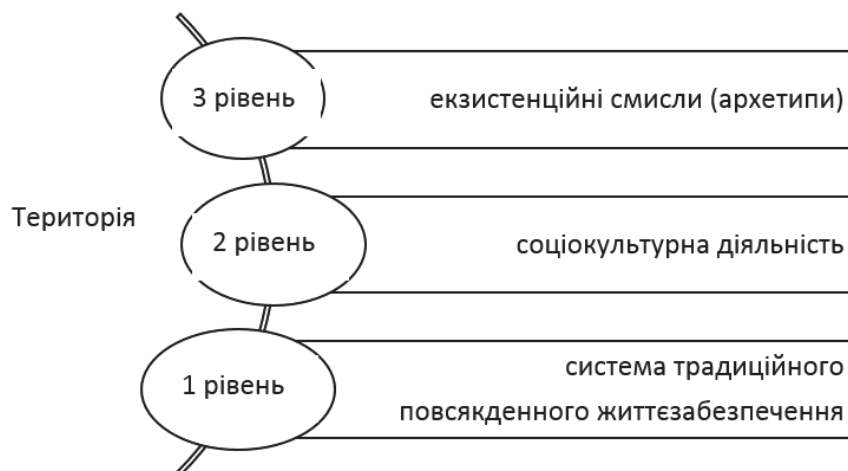 3 рівень
екзистенційні смисли (архетипи)
Територія
2 рівень
соціокультурна діяльність
1 рівень
система традиційного
повсякденного життєзабезпечення